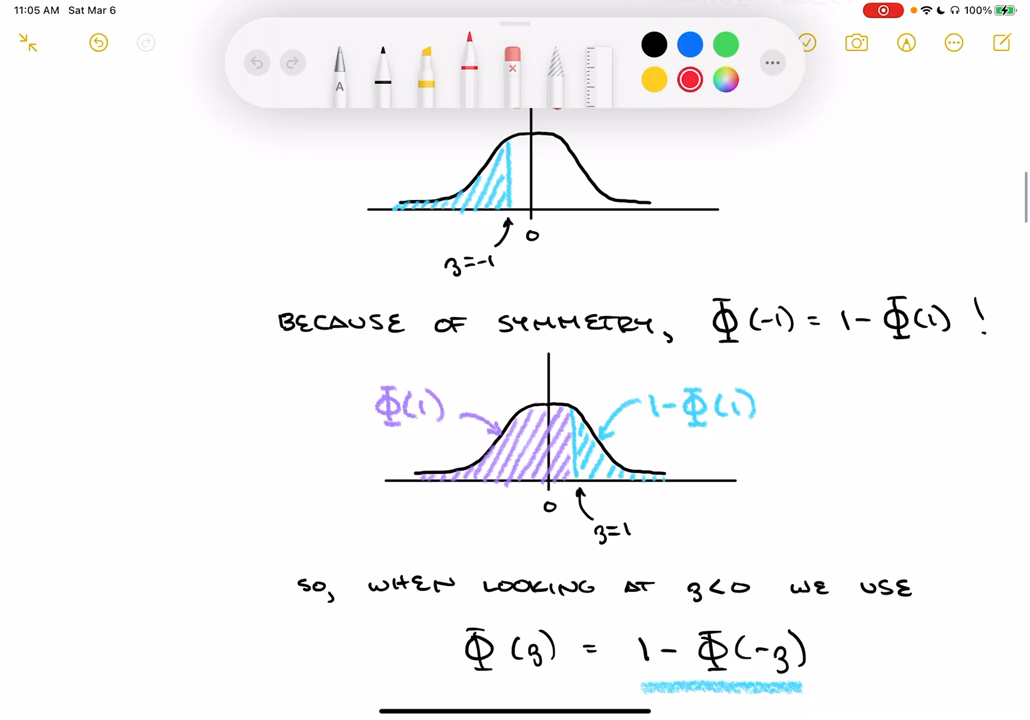 11:05 AM Sat Mar 6
100%
A
0
z=-1
BECAUSE OF SYMMETRY, Φ(-1) = 1 - Φ(1) !
Φ(1)
1-Φ(1)
0
z=1
SO, WHEN LOOKING AT z<0 WE USE
Φ(z) = 1 - Φ(-z)